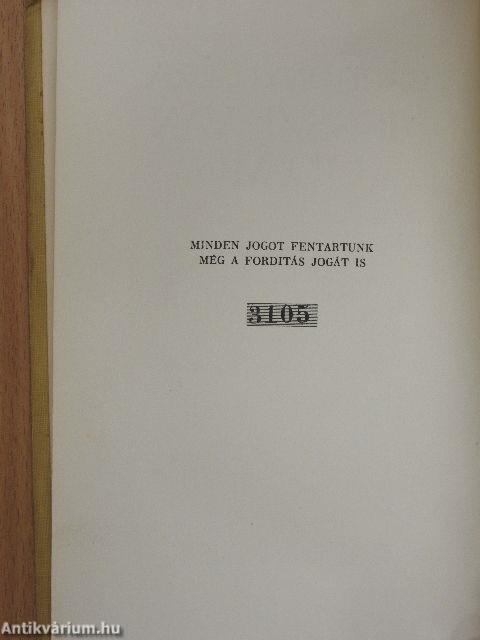 MINDEN JOGOT FENTARTUNK
MÉG A FORDITÁS JOGÁT IS
3105
Antikvárium.hu